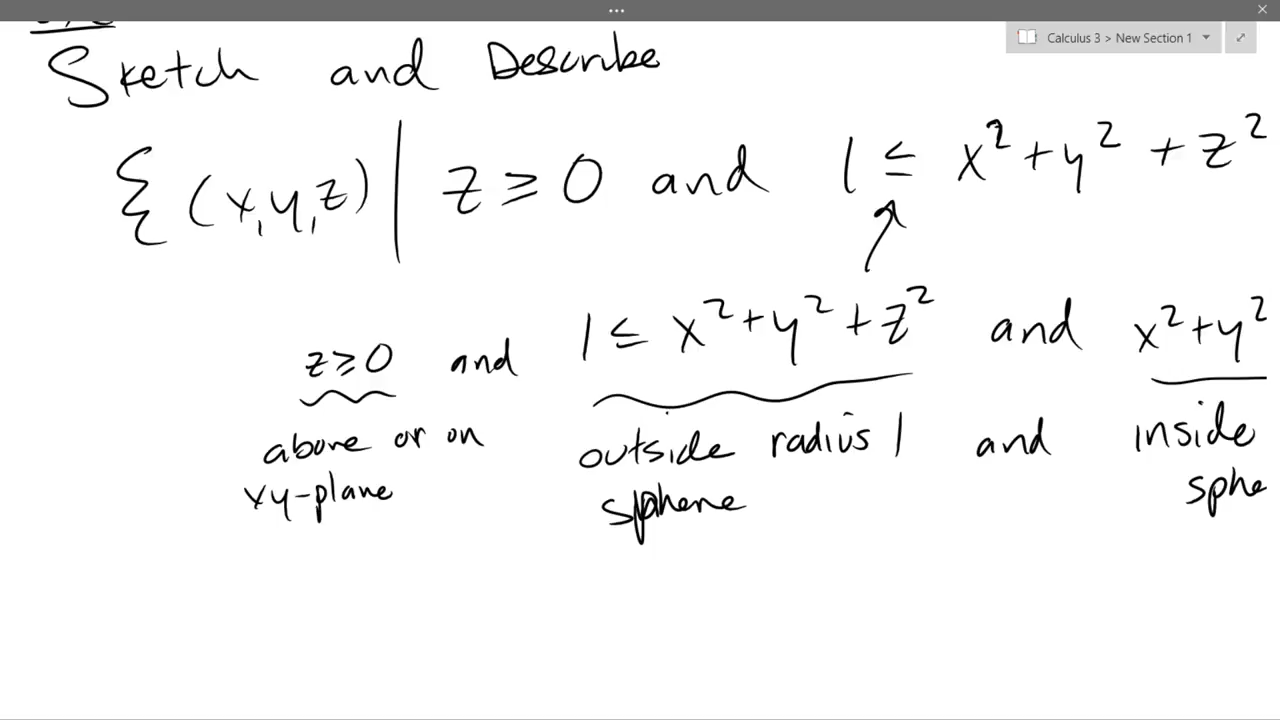 Calculus 3 > New Section 1
Sketch and Describe
{ (x,y,z) | z ≥ 0 and 1 ≤ x² + y² + z²
z ≥ 0 and 1 ≤ x² + y² + z² and x² + y²
above or on outside radius 1 and inside
xy-plane sphere sphe